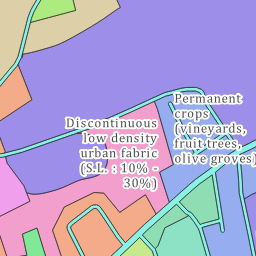 Discontinuous
low density
urban fabric
(S.L. : 10% -
30%)
Permanent
crops
(vineyards,
fruit trees,
olive groves)